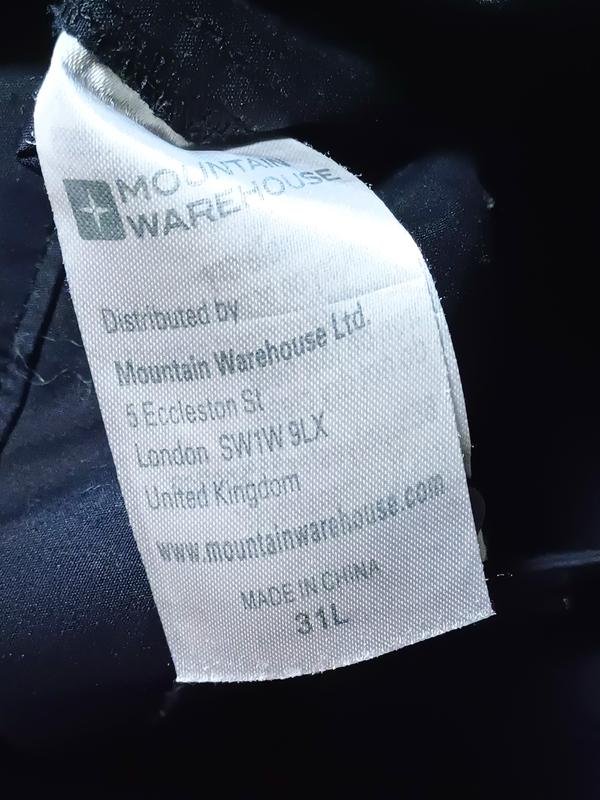 MOUNTAIN
WAREHOUSE
Distributed by
Mountain Warehouse Ltd.
5 Eccleston St
London SW1W 9LX
United Kingdom
www.mountainwarehouse.com
MADE IN CHINA
31L